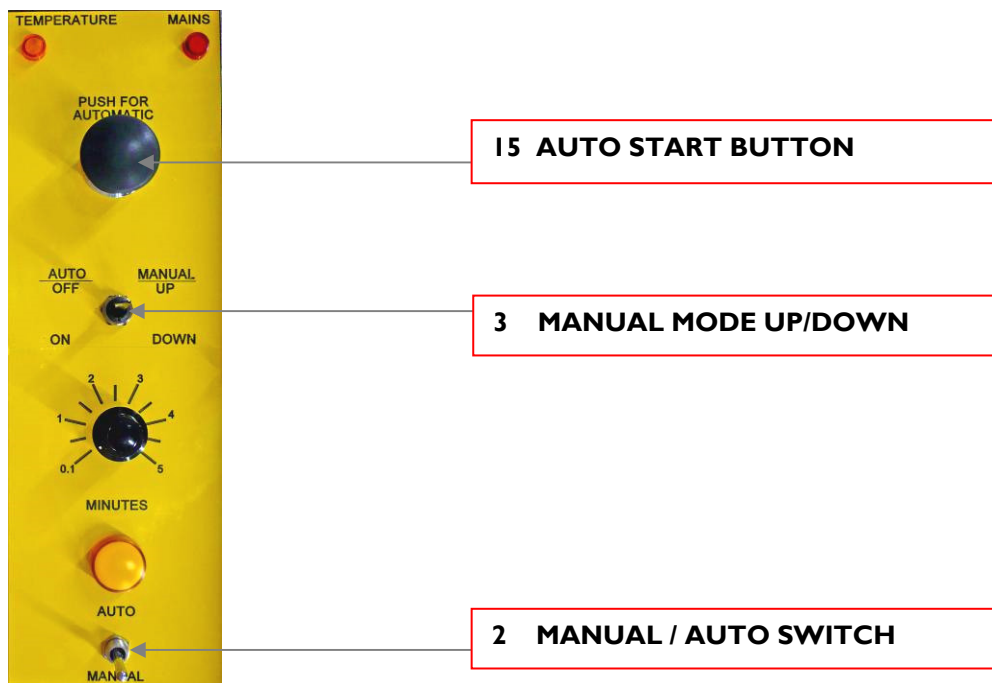 TEMPERATURE MAINS
PUSH FOR
AUTOMATIC
15 AUTO START BUTTON
AUTO MANUAL
OFF UP
3 MANUAL MODE UP/DOWN
ON DOWN
2 3
1 4
0.1 5
MINUTES
AUTO
2 MANUAL / AUTO SWITCH
MANUAL